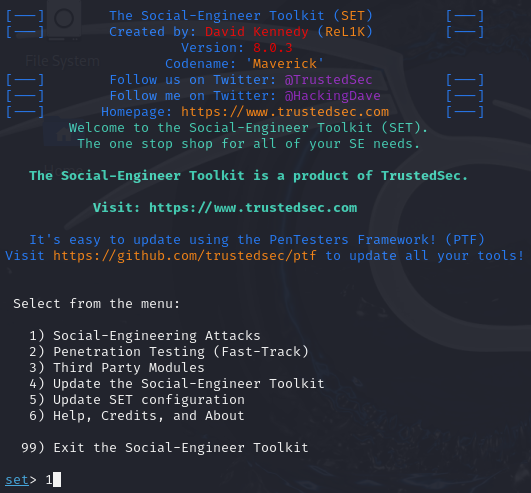 [---]        The Social-Engineer Toolkit (SET)         [---]
[---]        Created by: David Kennedy (ReL1K)         [---]
                      Version: 8.0.3
                    Codename: 'Maverick'
[---]        Follow us on Twitter: @TrustedSec         [---]
[---]        Follow me on Twitter: @HackingDave        [---]
[---]       Homepage: https://www.trustedsec.com       [---]
        Welcome to the Social-Engineer Toolkit (SET).
         The one stop shop for all of your SE needs.

   The Social-Engineer Toolkit is a product of TrustedSec.

           Visit: https://www.trustedsec.com

   It's easy to update using the PenTesters Framework! (PTF)
Visit https://github.com/trustedsec/ptf to update all your tools!

 Select from the menu:

   1) Social-Engineering Attacks
   2) Penetration Testing (Fast-Track)
   3) Third Party Modules
   4) Update the Social-Engineer Toolkit
   5) Update SET configuration
   6) Help, Credits, and About

  99) Exit the Social-Engineer Toolkit

set> 1
File System